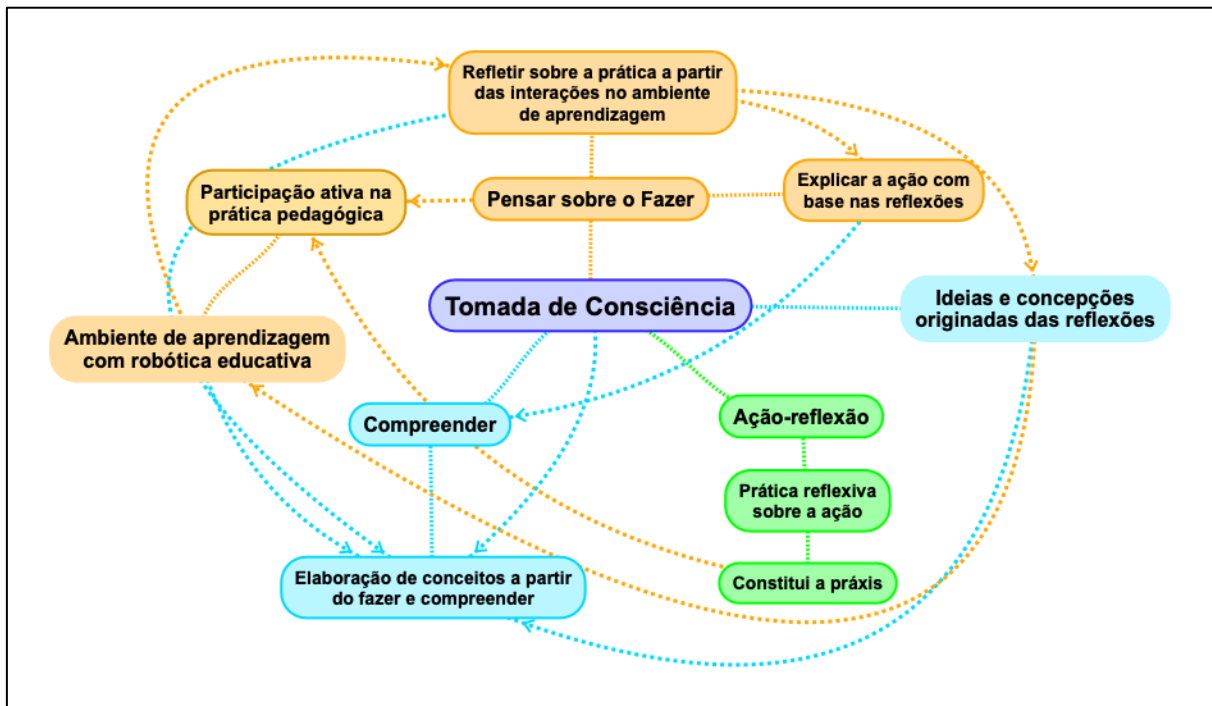 Refletir sobre a prática a partir
das interações no ambiente
de aprendizagem
Participação ativa na
prática pedagógica
Pensar sobre o Fazer
Explicar a ação com
base nas reflexões
Tomada de Consciência
Ideias e concepções
originadas das reflexões
Ambiente de aprendizagem
com robótica educativa
Compreender
Ação-reflexão
Prática reflexiva
sobre a ação
Elaboração de conceitos a partir
do fazer e compreender
Constitui a práxis